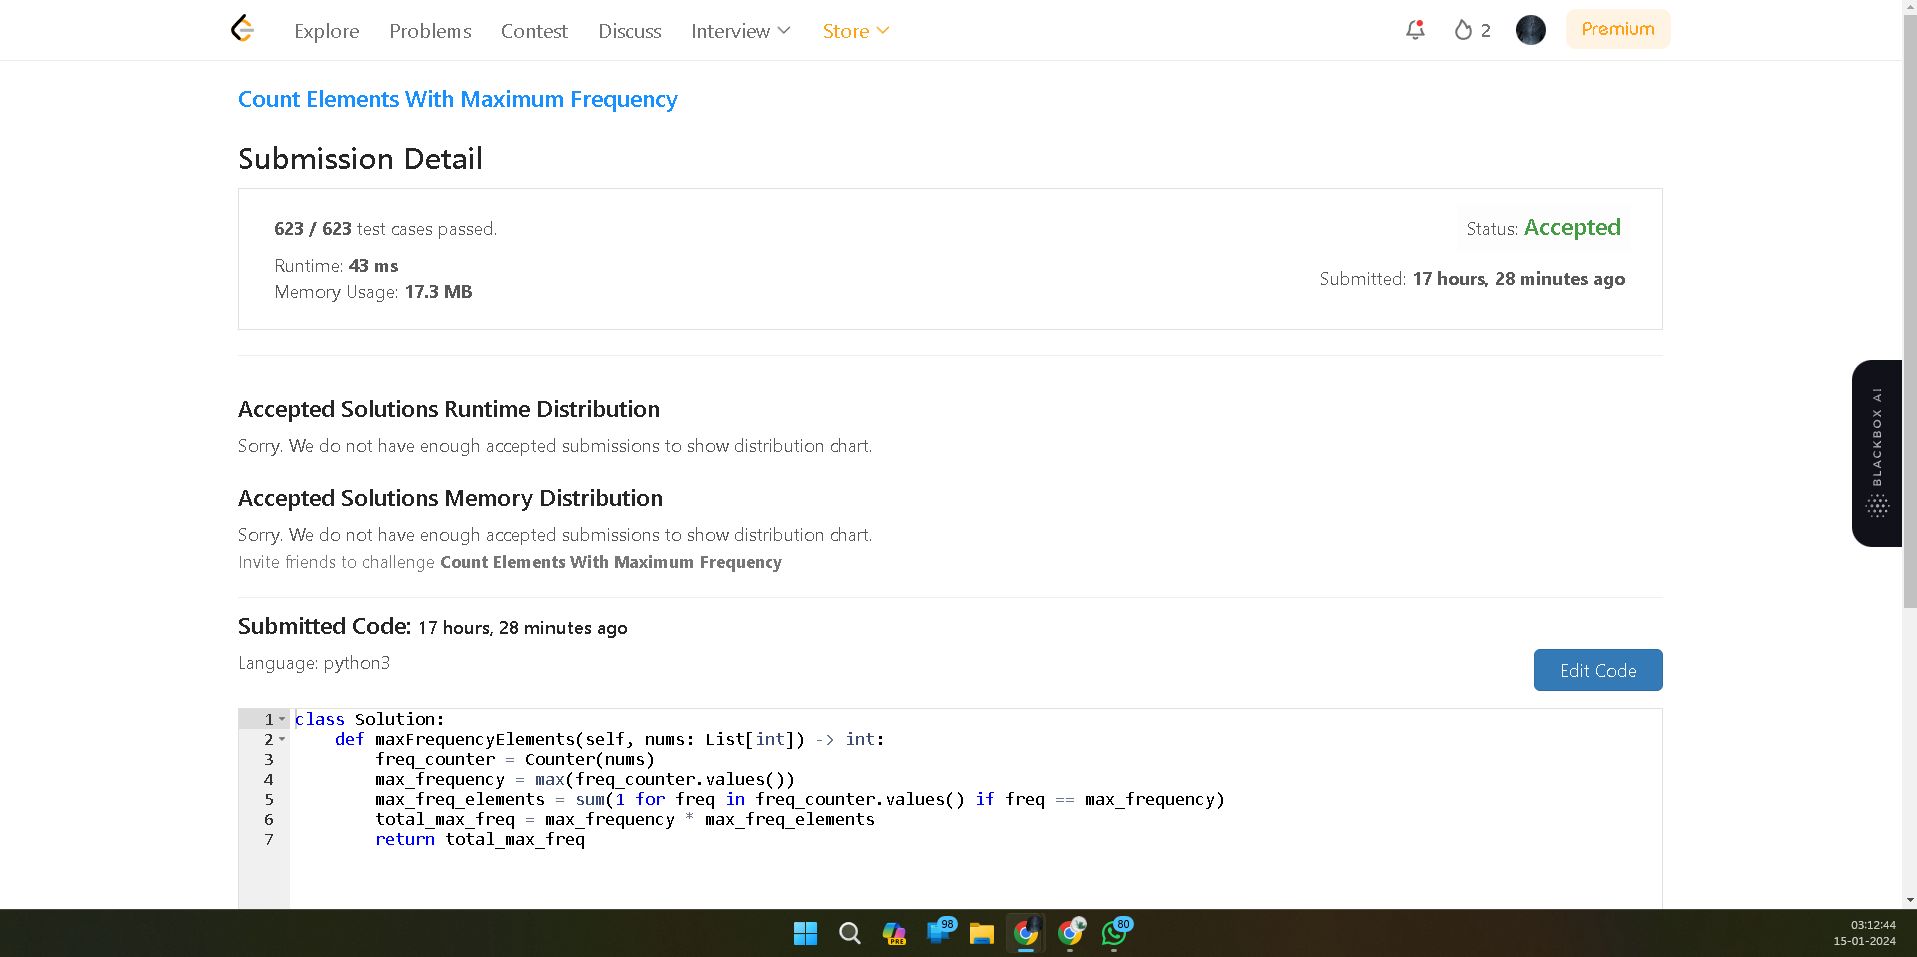 Explore Problems Contest Discuss Interview Store 2 Premium
Count Elements With Maximum Frequency
Submission Detail
623 / 623 test cases passed.
Status: Accepted
Runtime: 43 ms
Submitted: 17 hours, 28 minutes ago
Memory Usage: 17.3 MB
Accepted Solutions Runtime Distribution
Sorry. We do not have enough accepted submissions to show distribution chart.
BLACKBOX AI
Accepted Solutions Memory Distribution
Sorry. We do not have enough accepted submissions to show distribution chart.
Invite friends to challenge Count Elements With Maximum Frequency
Submitted Code: 17 hours, 28 minutes ago
Language: python3
Edit Code
1 class Solution:
2     def maxFrequencyElements(self, nums: List[int]) -> int:
3         freq_counter = Counter(nums)
4         max_frequency = max(freq_counter.values())
5         max_freq_elements = sum(1 for freq in freq_counter.values() if freq == max_frequency)
6         total_max_freq = max_frequency * max_freq_elements
7         return total_max_freq
PRE 98 80
03:12:44
15-01-2024